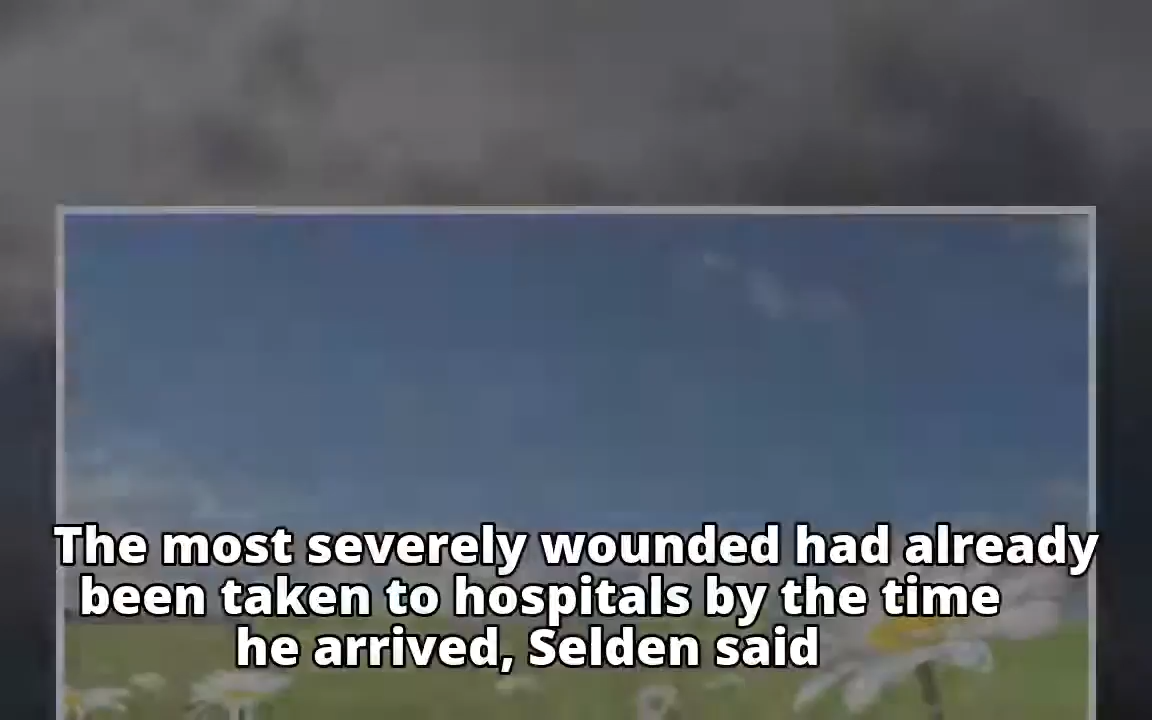 The most severely wounded had already
been taken to hospitals by the time
he arrived, Selden said